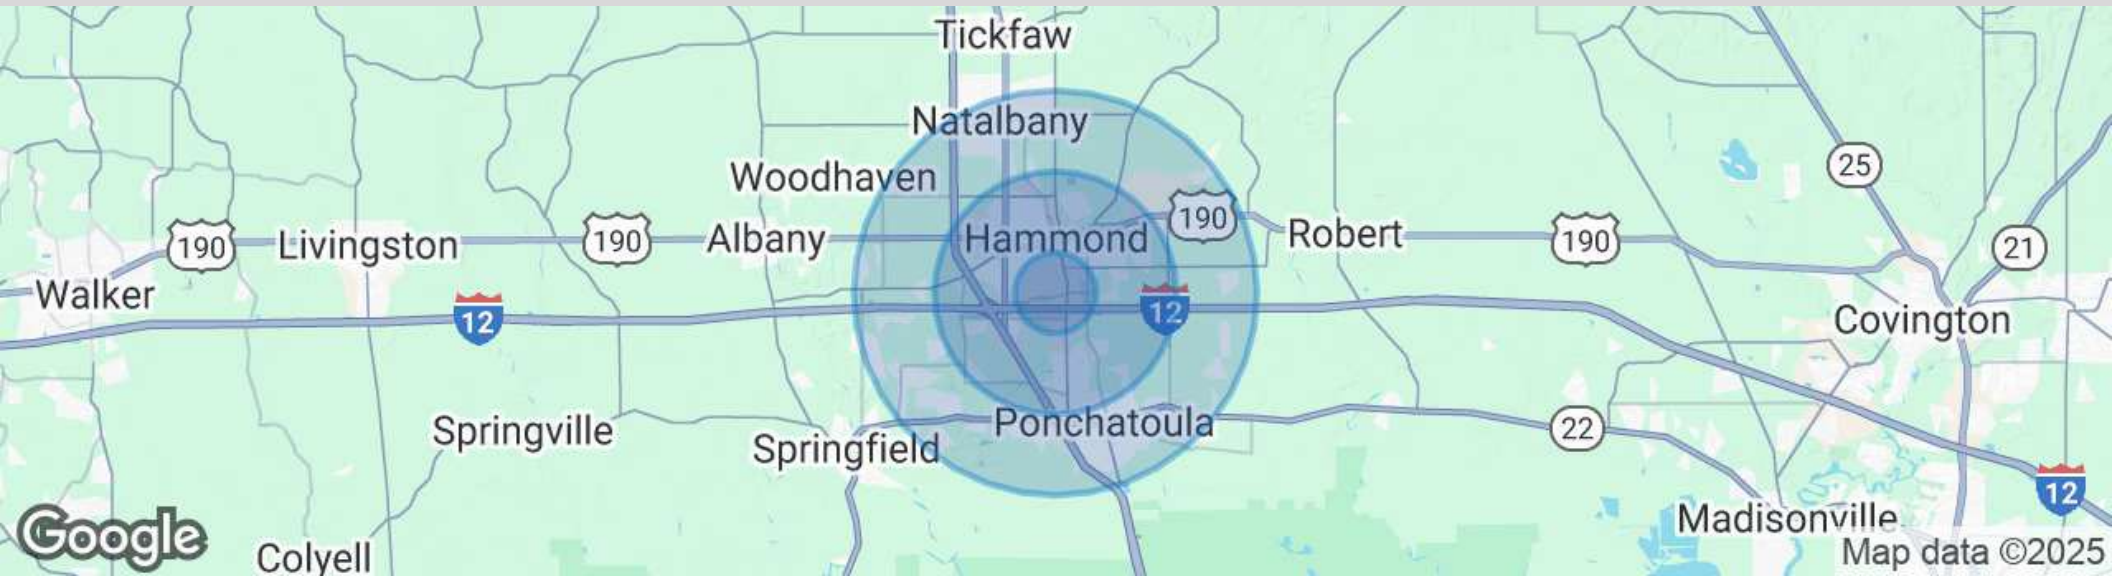 Tickfaw
Natalbany
25
Woodhaven
190
190
Livingston
190
Albany
Hammond
Robert
190
21
Walker
12
12
Covington
Springville
Springfield
Ponchatoula
22
12
Madisonville
Google
Colyell
Map data ©2025